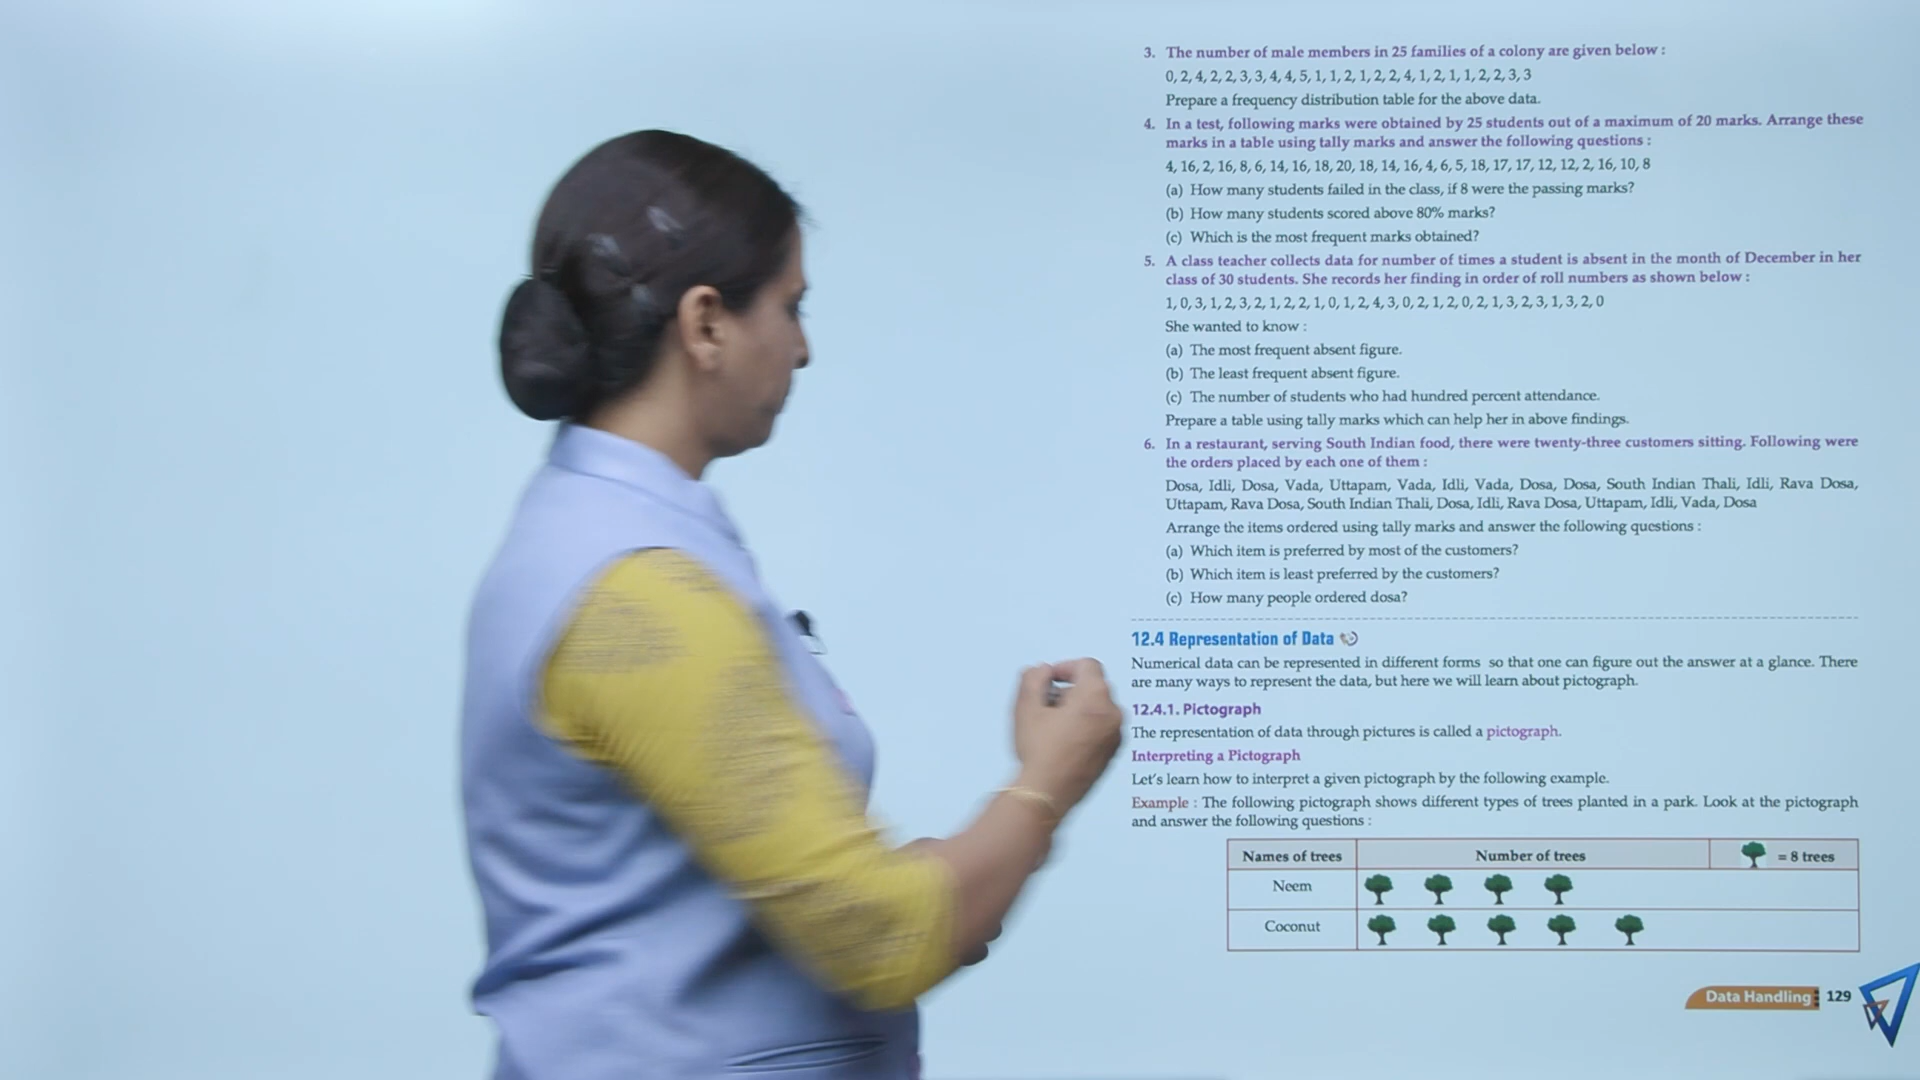 3. The number of male members in 25 families of a colony are given below :
0, 2, 4, 2, 2, 3, 3, 4, 4, 5, 1, 1, 2, 1, 2, 2, 4, 1, 2, 1, 1, 2, 2, 3, 3
Prepare a frequency distribution table for the above data.
4. In a test, following marks were obtained by 25 students out of a maximum of 20 marks. Arrange these
marks in a table using tally marks and answer the following questions :
4, 16, 2, 16, 8, 6, 14, 16, 18, 20, 18, 14, 16, 4, 6, 5, 18, 17, 17, 12, 12, 2, 16, 10, 8
(a) How many students failed in the class, if 8 were the passing marks?
(b) How many students scored above 80% marks?
(c) Which is the most frequent marks obtained?
5. A class teacher collects data for number of times a student is absent in the month of December in her
class of 30 students. She records her finding in order of roll numbers as shown below :
1, 0, 3, 1, 2, 3, 2, 1, 2, 2, 1, 0, 1, 2, 4, 3, 0, 2, 1, 2, 0, 2, 1, 3, 2, 3, 1, 3, 2, 0
She wanted to know :
(a) The most frequent absent figure.
(b) The least frequent absent figure.
(c) The number of students who had hundred percent attendance.
Prepare a table using tally marks which can help her in above findings.
6. In a restaurant, serving South Indian food, there were twenty-three customers sitting. Following were
the orders placed by each one of them :
Dosa, Idli, Dosa, Vada, Uttapam, Vada, Idli, Vada, Dosa, Dosa, South Indian Thali, Idli, Rava Dosa,
Uttapam, Rava Dosa, South Indian Thali, Dosa, Idli, Rava Dosa, Uttapam, Idli, Vada, Dosa
Arrange the items ordered using tally marks and answer the following questions :
(a) Which item is preferred by most of the customers?
(b) Which item is least preferred by the customers?
(c) How many people ordered dosa?
12.4 Representation of Data
Numerical data can be represented in different forms so that one can figure out the answer at a glance. There
are many ways to represent the data, but here we will learn about pictograph.
12.4.1. Pictograph
The representation of data through pictures is called a pictograph.
Interpreting a Pictograph
Let's learn how to interpret a given pictograph by the following example.
Example : The following pictograph shows different types of trees planted in a park. Look at the pictograph
and answer the following questions :
Names of trees Number of trees = 8 trees
Neem
Coconut
Data Handling 129